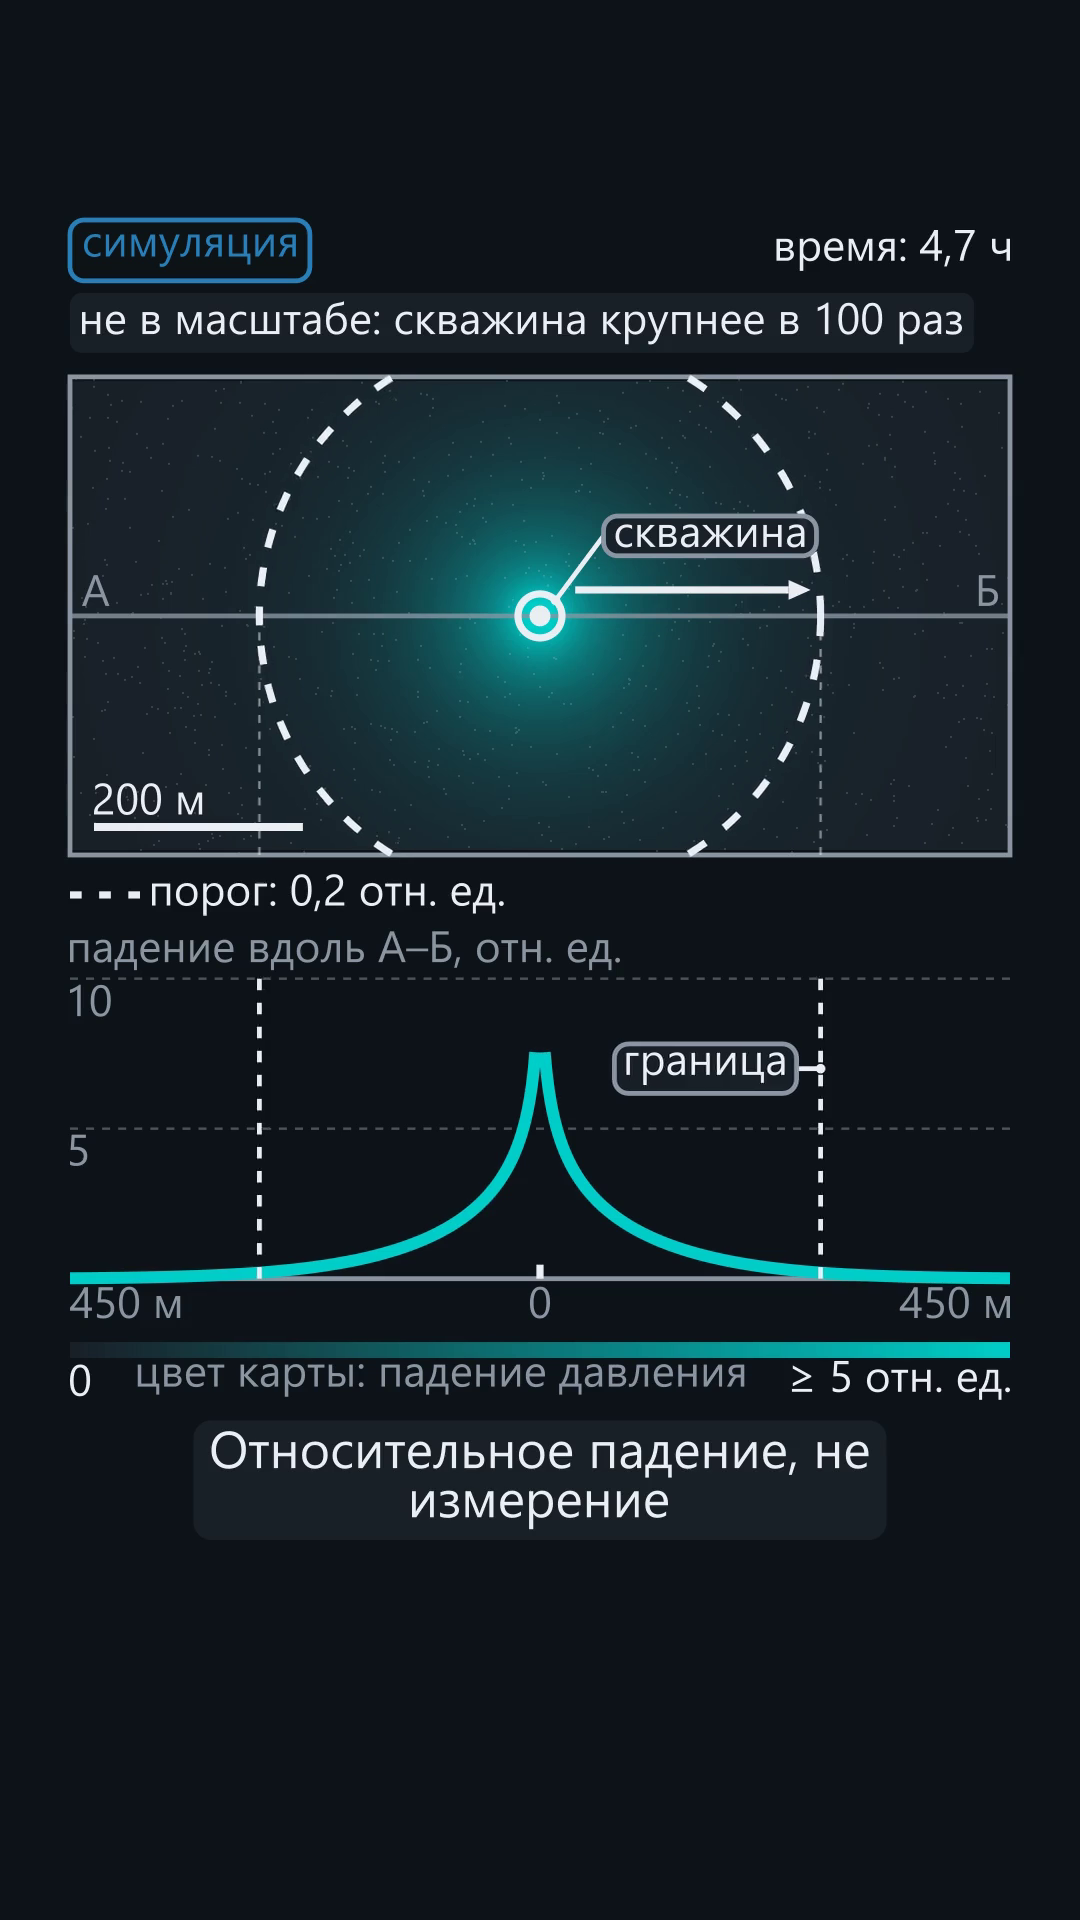 симуляция
время: 4,7 ч
не в масштабе: скважина крупнее в 100 раз
скважина
А
Б
200 м
порог: 0,2 отн. ед.
падение вдоль А–Б, отн. ед.
10
граница
5
450 м
0
450 м
0
цвет карты: падение давления
≥ 5 отн. ед.
Относительное падение, не
измерение